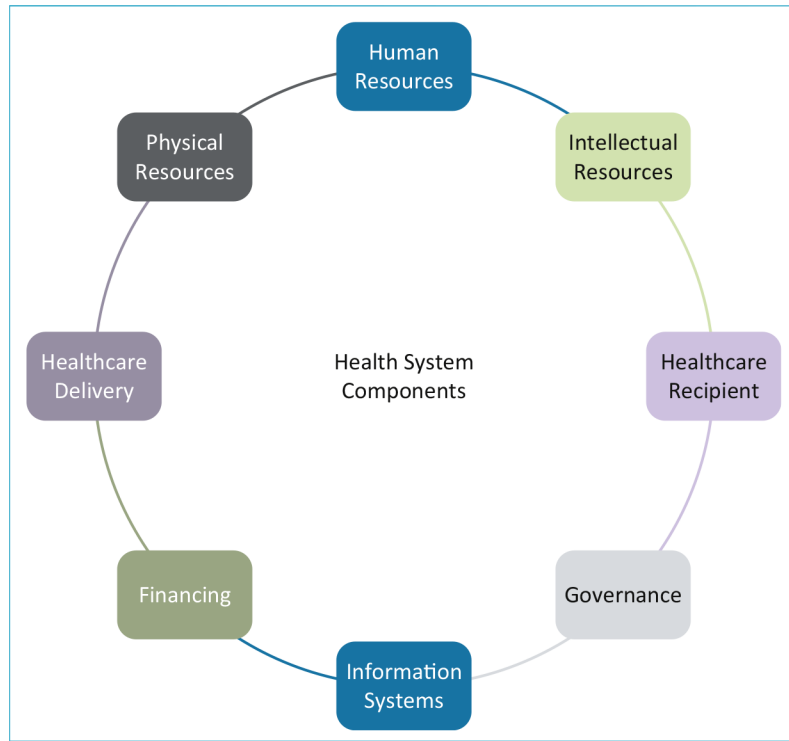 Human
Resources
Intellectual
Resources
Healthcare
Recipient
Governance
Information
Systems
Financing
Healthcare
Delivery
Physical
Resources
Health System
Components